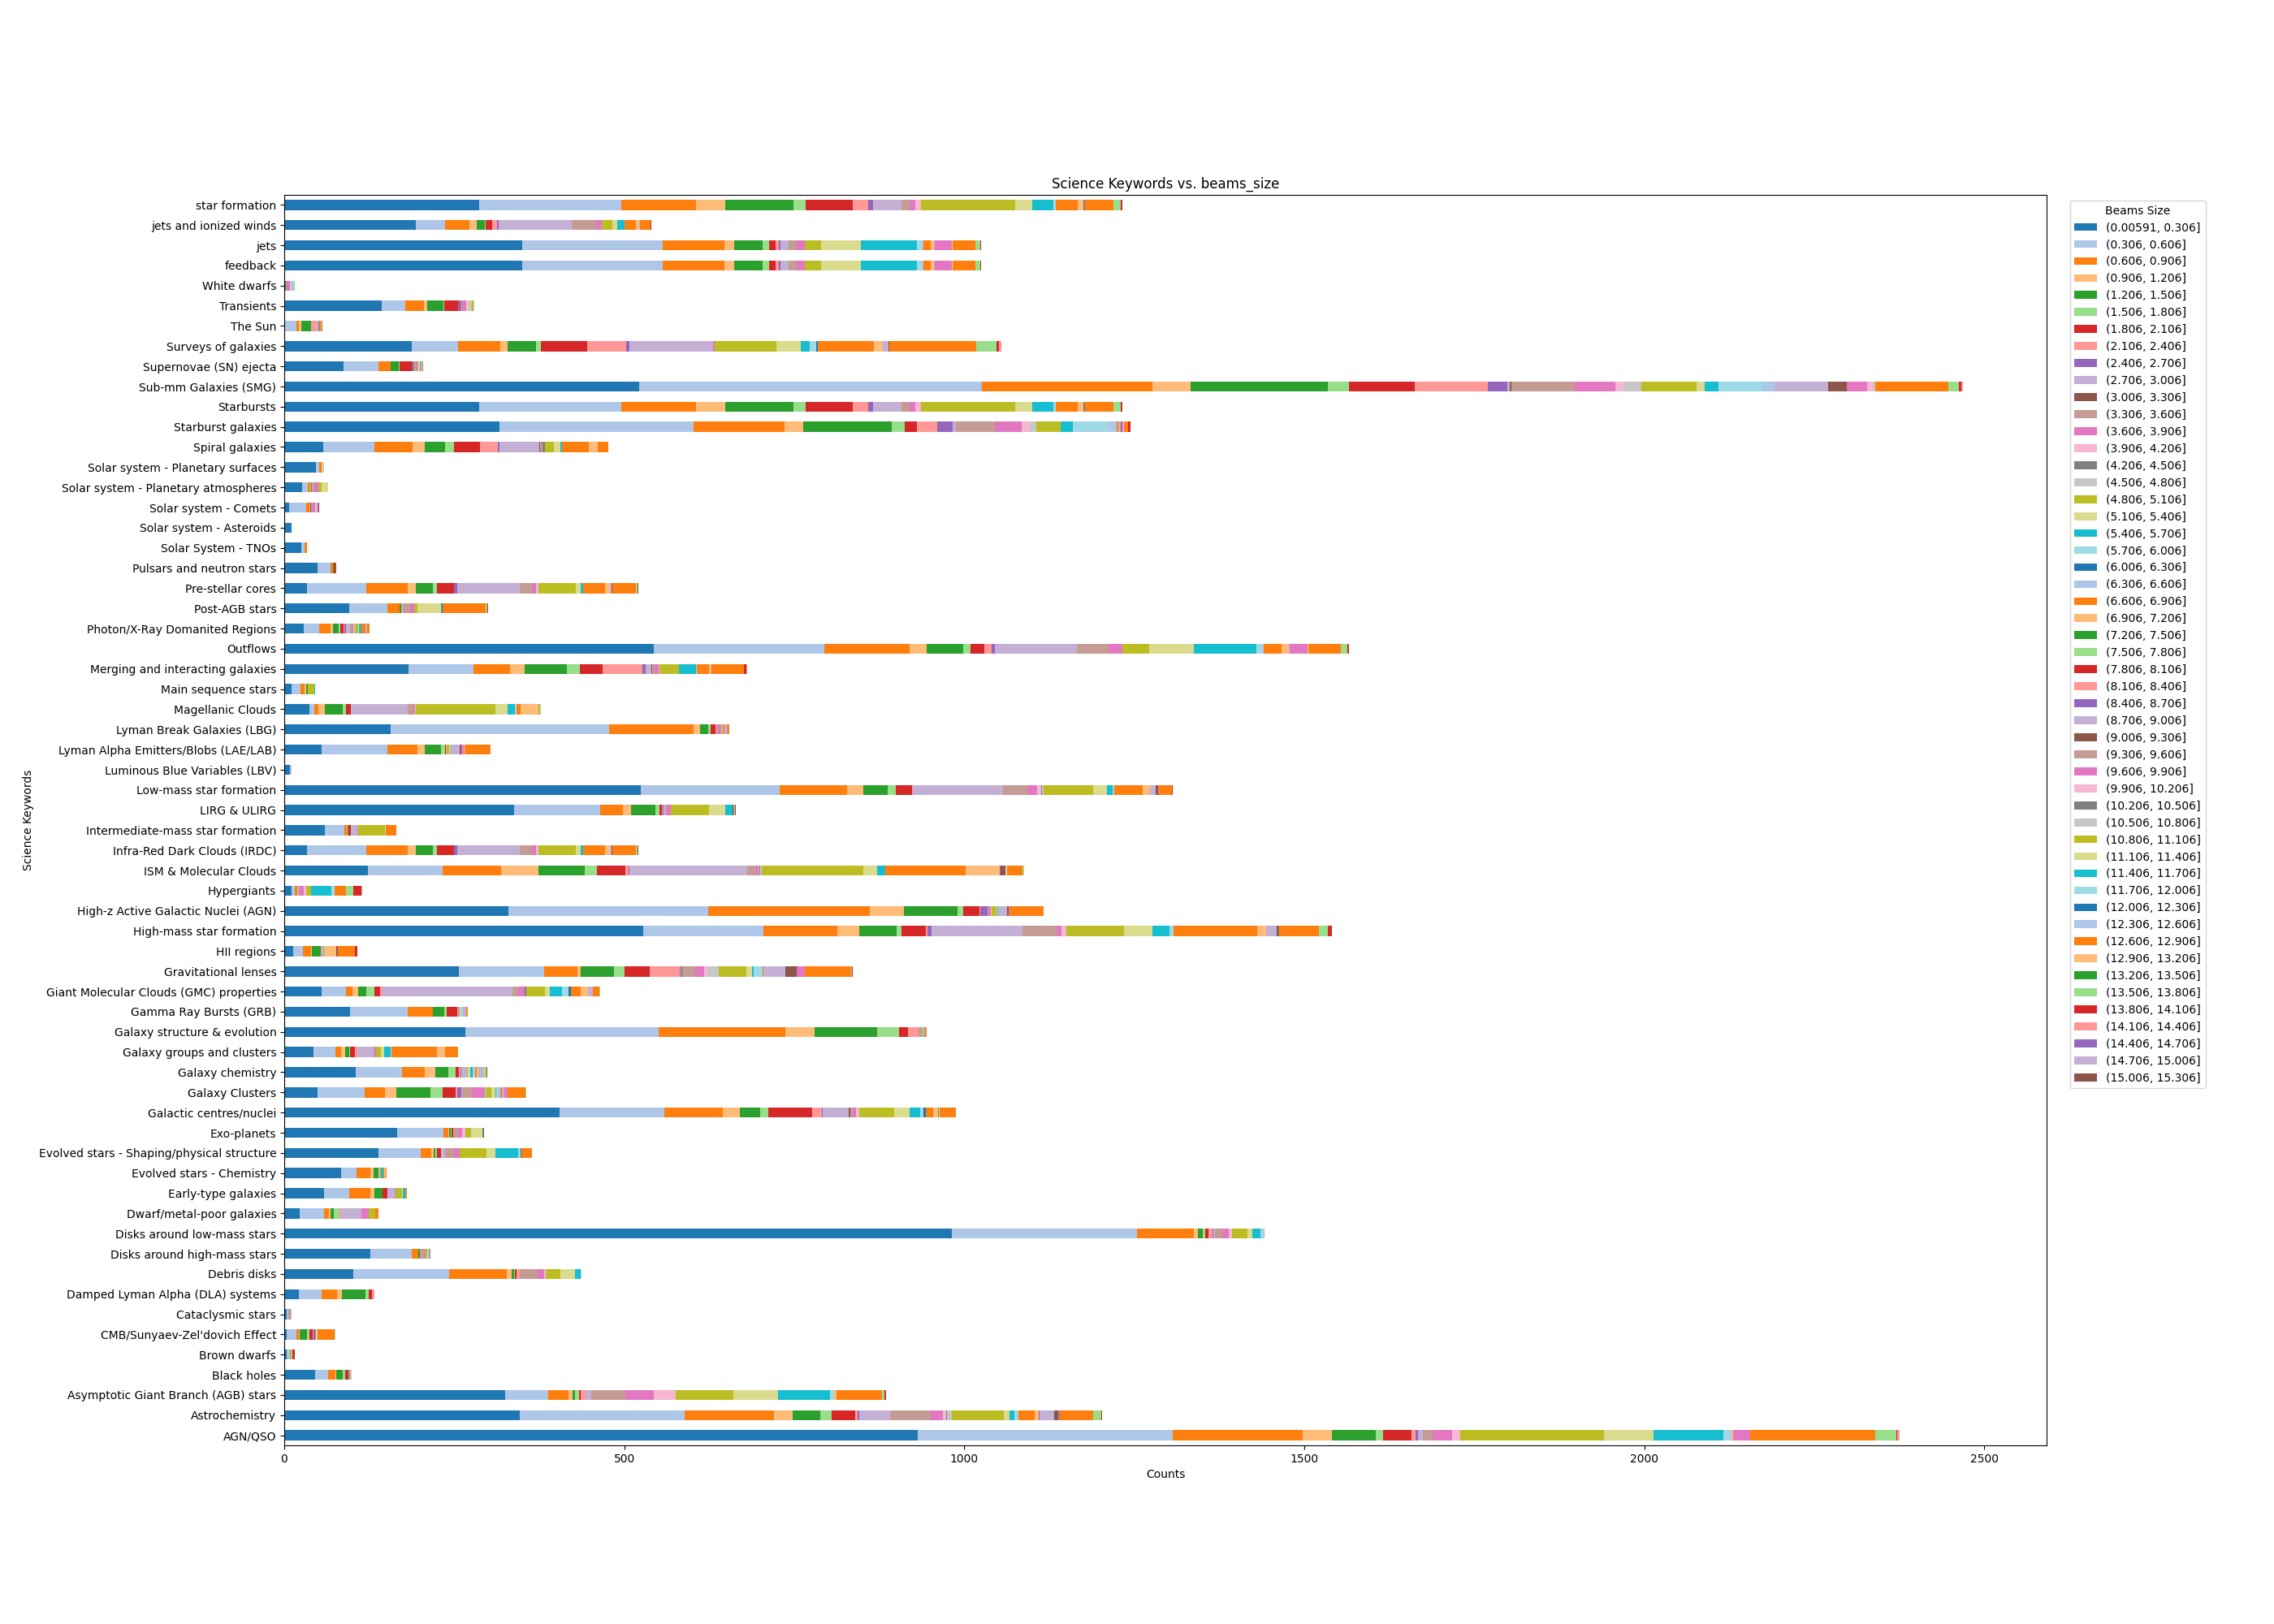 Science Keywords vs. beams_size
Science Keywords
star formation
jets and ionized winds
jets
feedback
White dwarfs
Transients
The Sun
Surveys of galaxies
Supernovae (SN) ejecta
Sub-mm Galaxies (SMG)
Starbursts
Starburst galaxies
Spiral galaxies
Solar system - Planetary surfaces
Solar system - Planetary atmospheres
Solar system - Comets
Solar system - Asteroids
Solar System - TNOs
Pulsars and neutron stars
Pre-stellar cores
Post-AGB stars
Photon/X-Ray Domanited Regions
Outflows
Merging and interacting galaxies
Main sequence stars
Magellanic Clouds
Lyman Break Galaxies (LBG)
Lyman Alpha Emitters/Blobs (LAE/LAB)
Luminous Blue Variables (LBV)
Low-mass star formation
LIRG & ULIRG
Intermediate-mass star formation
Infra-Red Dark Clouds (IRDC)
ISM & Molecular Clouds
Hypergiants
High-z Active Galactic Nuclei (AGN)
High-mass star formation
HII regions
Gravitational lenses
Giant Molecular Clouds (GMC) properties
Gamma Ray Bursts (GRB)
Galaxy structure & evolution
Galaxy groups and clusters
Galaxy chemistry
Galaxy Clusters
Galactic centres/nuclei
Exo-planets
Evolved stars - Shaping/physical structure
Evolved stars - Chemistry
Early-type galaxies
Dwarf/metal-poor galaxies
Disks around low-mass stars
Disks around high-mass stars
Debris disks
Damped Lyman Alpha (DLA) systems
Cataclysmic stars
CMB/Sunyaev-Zel'dovich Effect
Brown dwarfs
Black holes
Asymptotic Giant Branch (AGB) stars
Astrochemistry
AGN/QSO
0 500 1000 1500 2000 2500
Counts
Beams Size
(0.00591, 0.306]
(0.306, 0.606]
(0.606, 0.906]
(0.906, 1.206]
(1.206, 1.506]
(1.506, 1.806]
(1.806, 2.106]
(2.106, 2.406]
(2.406, 2.706]
(2.706, 3.006]
(3.006, 3.306]
(3.306, 3.606]
(3.606, 3.906]
(3.906, 4.206]
(4.206, 4.506]
(4.506, 4.806]
(4.806, 5.106]
(5.106, 5.406]
(5.406, 5.706]
(5.706, 6.006]
(6.006, 6.306]
(6.306, 6.606]
(6.606, 6.906]
(6.906, 7.206]
(7.206, 7.506]
(7.506, 7.806]
(7.806, 8.106]
(8.106, 8.406]
(8.406, 8.706]
(8.706, 9.006]
(9.006, 9.306]
(9.306, 9.606]
(9.606, 9.906]
(9.906, 10.206]
(10.206, 10.506]
(10.506, 10.806]
(10.806, 11.106]
(11.106, 11.406]
(11.406, 11.706]
(11.706, 12.006]
(12.006, 12.306]
(12.306, 12.606]
(12.606, 12.906]
(12.906, 13.206]
(13.206, 13.506]
(13.506, 13.806]
(13.806, 14.106]
(14.106, 14.406]
(14.406, 14.706]
(14.706, 15.006]
(15.006, 15.306]